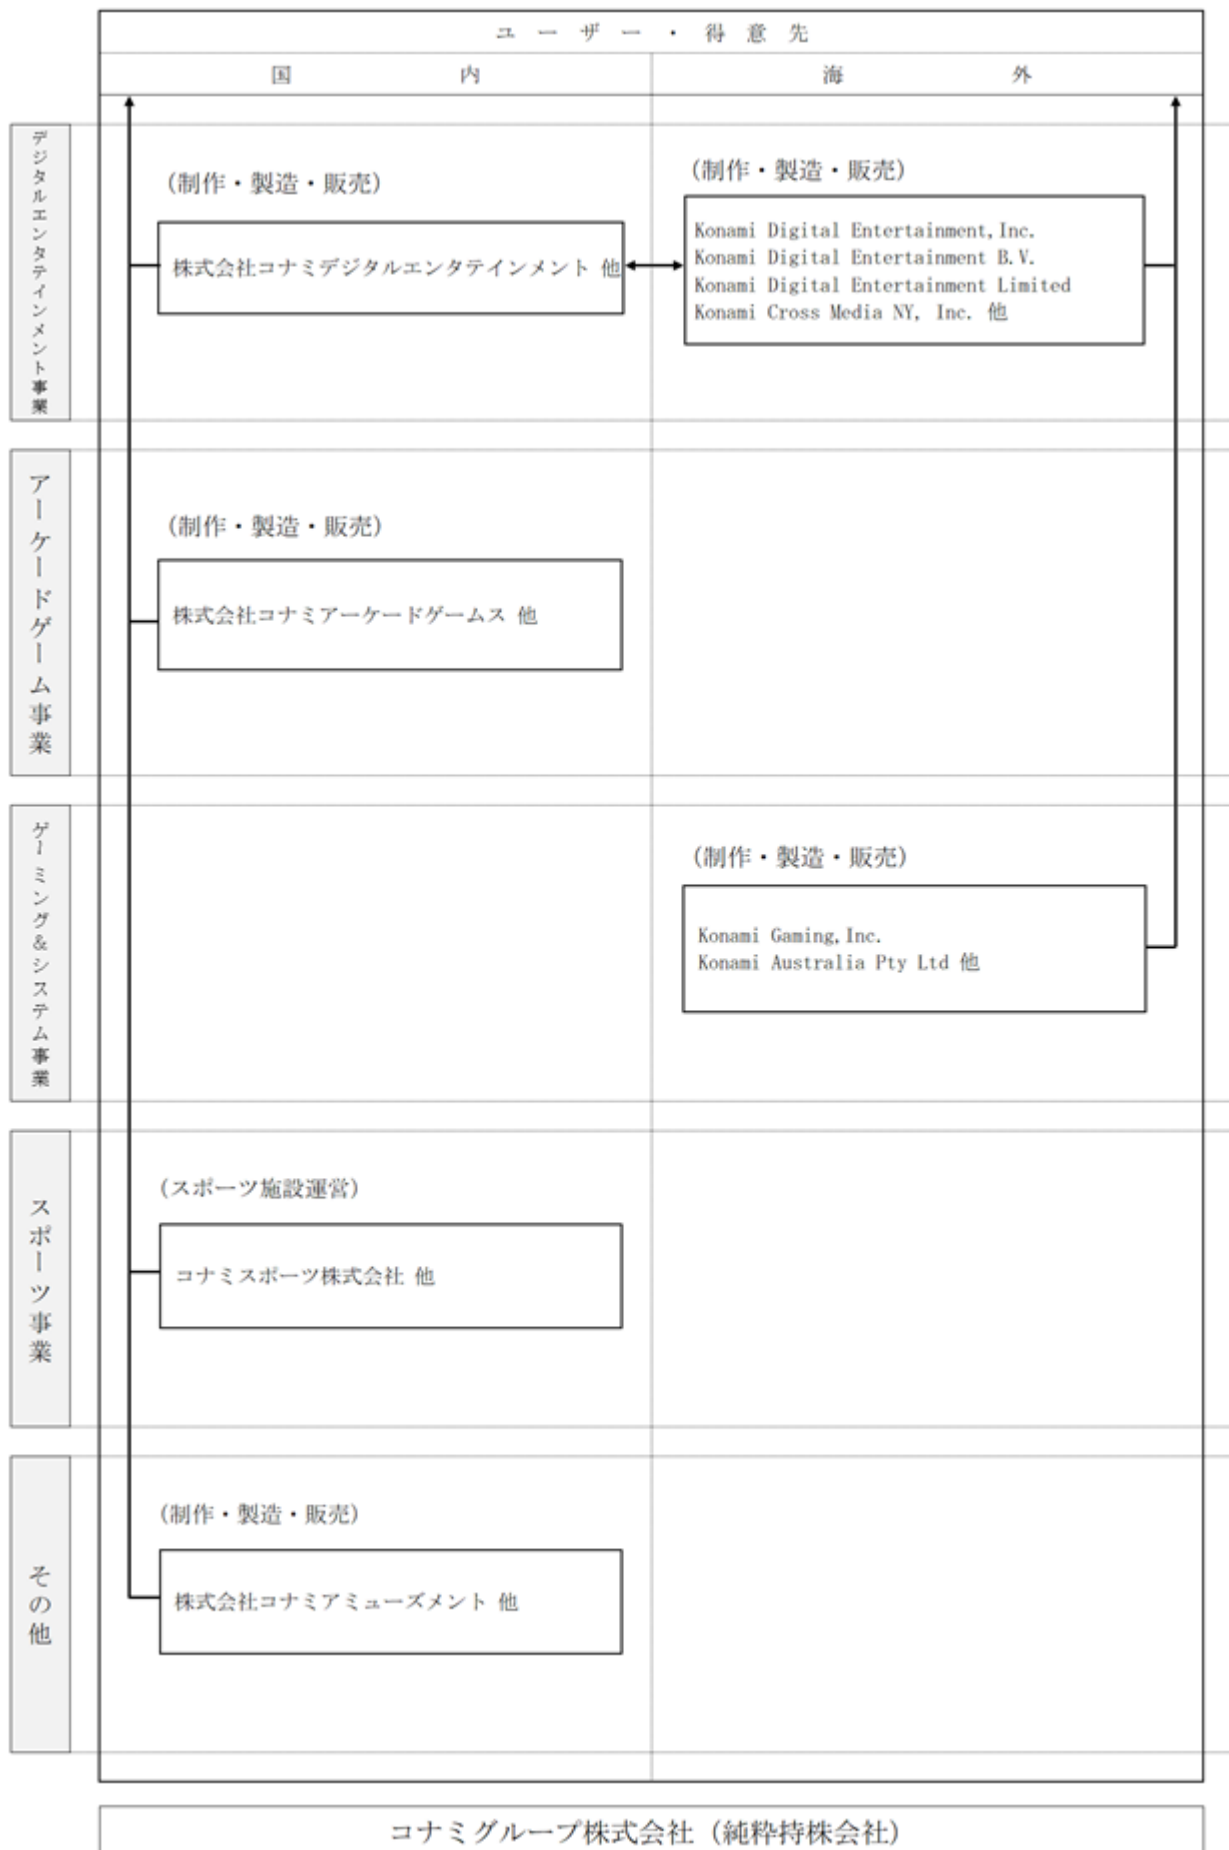 ユーザー・得意先
国内
海外
デジタルエンタテインメント事業
(制作・製造・販売)
株式会社コナミデジタルエンタテインメント 他
(制作・製造・販売)
Konami Digital Entertainment,Inc.
Konami Digital Entertainment B.V.
Konami Digital Entertainment Limited
Konami Cross Media NY, Inc. 他
アーケードゲーム事業
(制作・製造・販売)
株式会社コナミアーケードゲームス 他
ゲーミング&システム事業
(制作・製造・販売)
Konami Gaming,Inc.
Konami Australia Pty Ltd 他
スポーツ事業
(スポーツ施設運営)
コナミスポーツ株式会社 他
その他
(制作・製造・販売)
株式会社コナミアミューズメント 他
コナミグループ株式会社（純粋持株会社）